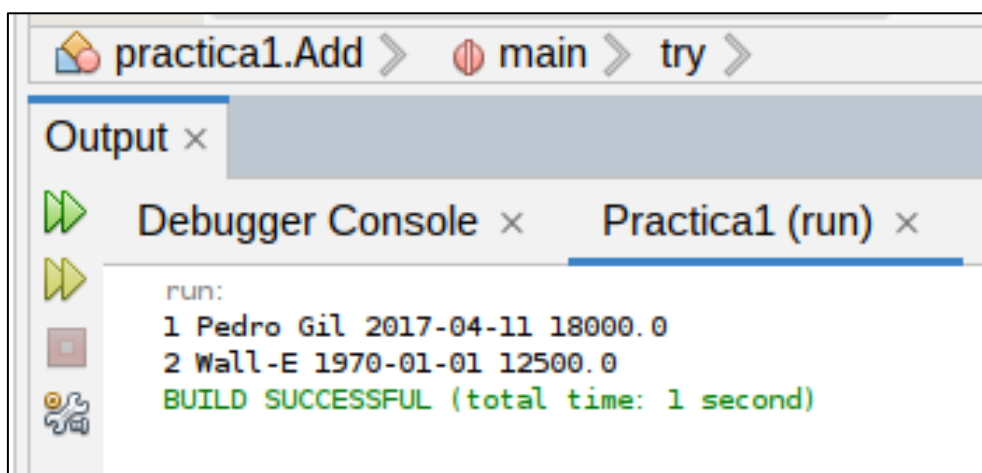 practica1.Add main try
Output
Debugger Console Practica1 (run)
run:
1 Pedro Gil 2017-04-11 18000.0
2 Wall-E 1970-01-01 12500.0
BUILD SUCCESSFUL (total time: 1 second)